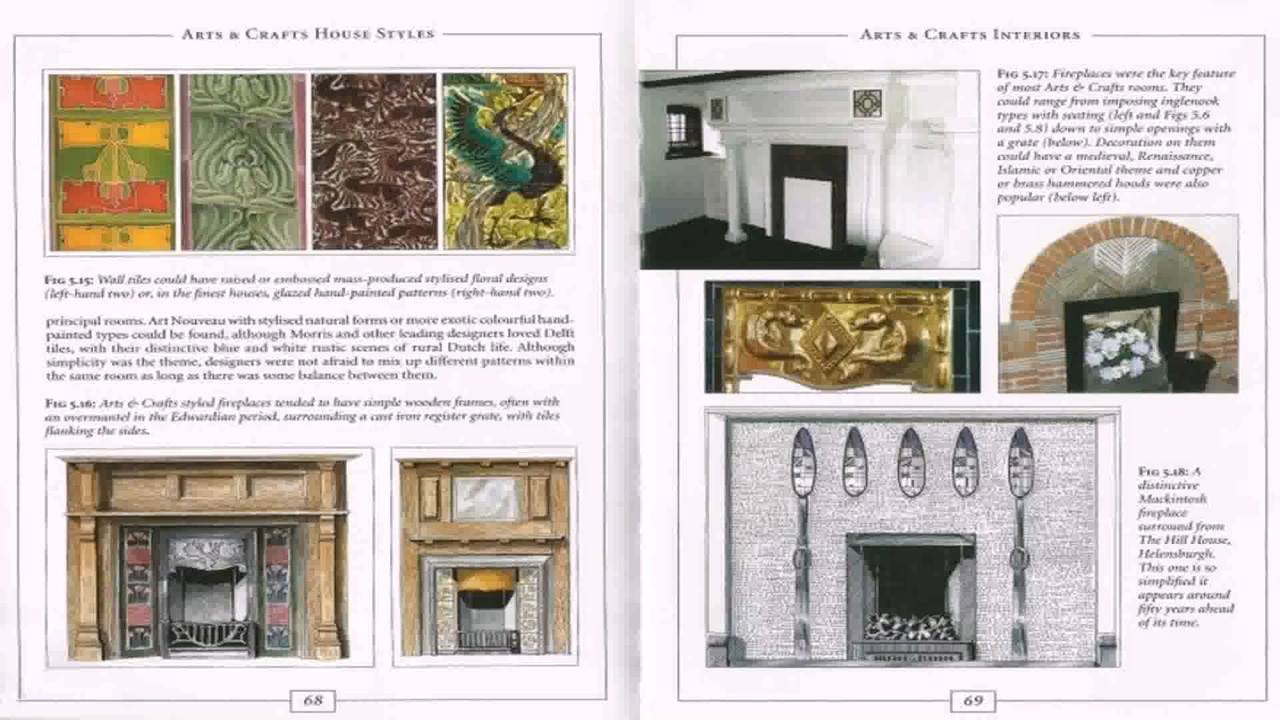 ARTS & CRAFTS HOUSE STYLES
FIG 5.15: Wall tiles could have raised or embossed mass-produced stylised floral designs
(left-hand two) or, in the finest houses, glazed hand-painted patterns (right-hand two).
principal rooms. Art Nouveau with stylised natural forms or more exotic colourful hand-
painted types could be found, although Morris and other leading designers loved Delft
tiles, with their distinctive blue and white rustic scenes of rural Dutch life. Although
simplicity was the theme, designers were not afraid to mix up different patterns within
the same room as long as there was some balance between them.
FIG 5.16: Arts & Crafts styled fireplaces tended to have simple wooden frames, often with
an overmantel in the Edwardian period, surrounding a cast iron register grate, with tiles
flanking the sides.
68
ARTS & CRAFTS INTERIORS
FIG 5.17: Fireplaces were the key feature
of most Arts & Crafts rooms. They
could range from imposing inglenook
types with seating (left and Figs 5.6
and 5.8) down to simple openings with
a grate (below). Decoration on them
could have a medieval, Renaissance,
Islamic or Oriental theme and copper
or brass hammered hoods were also
popular (below left).
FIG 5.18: A
distinctive
Mackintosh
fireplace
surround from
The Hill House,
Helensburgh.
This one is so
simplified it
appears around
fifty years ahead
of its time.
69